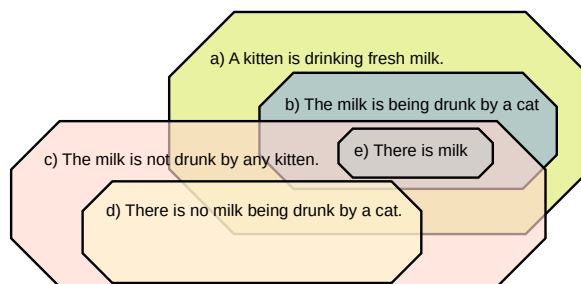 a) A kitten is drinking fresh milk.
b) The milk is being drunk by a cat
e) There is milk
c) The milk is not drunk by any kitten.
d) There is no milk being drunk by a cat.